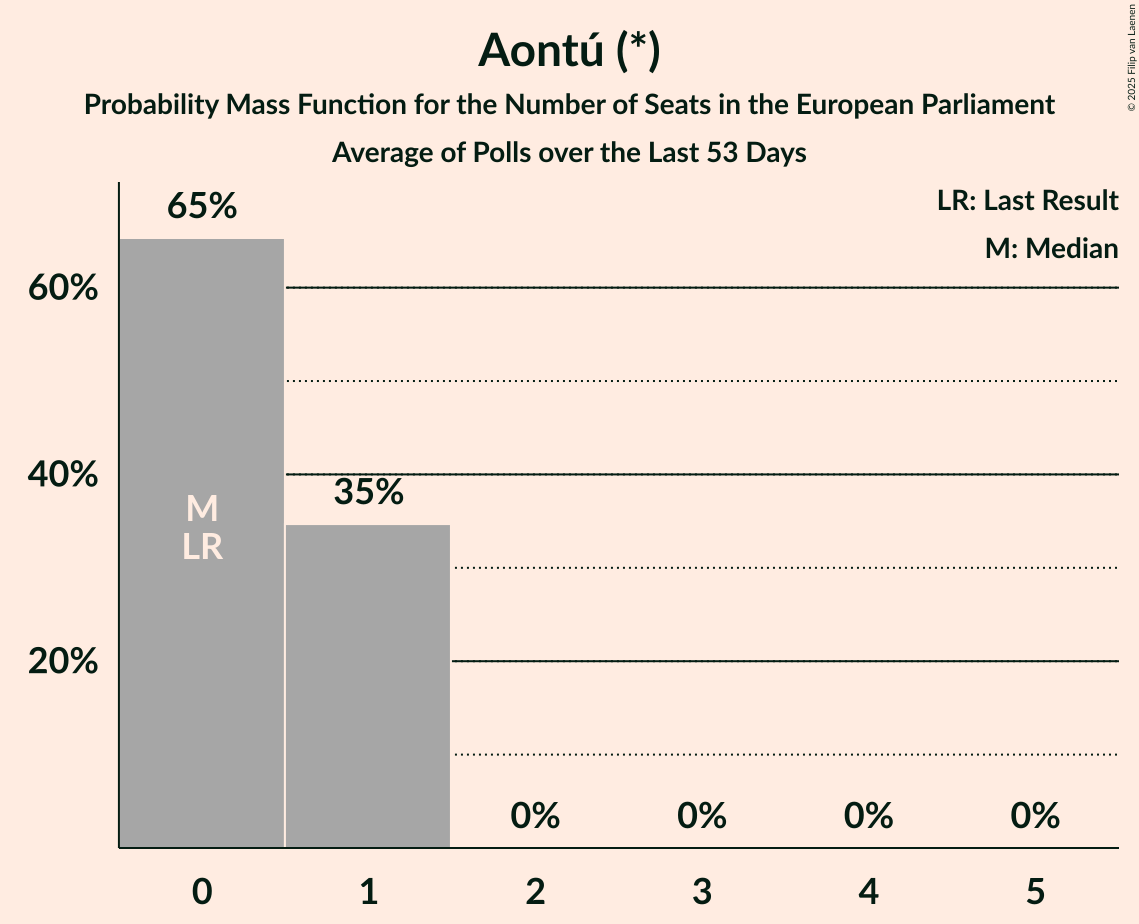 Aontú (*)
Probability Mass Function for the Number of Seats in the European Parliament
Average of Polls over the Last 53 Days
© 2025 Filip van Laenen
LR: Last Result
M: Median
65%
60%
40%
35%
M
LR
20%
0%
0%
0%
0%
0
1
2
3
4
5